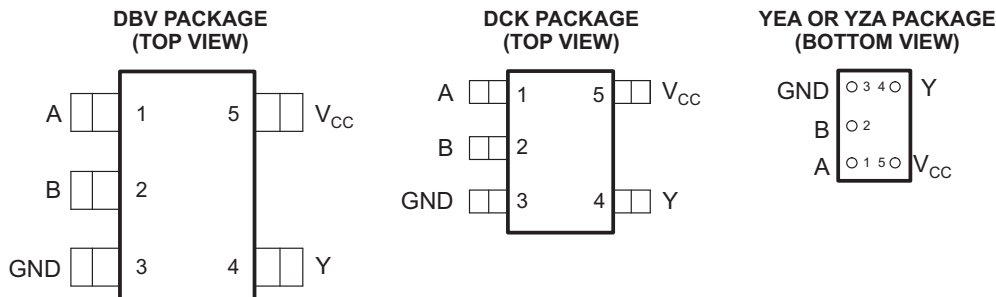 DBV PACKAGE
(TOP VIEW)
A 1 5 VCC
B 2
GND 3 4 Y
DCK PACKAGE
(TOP VIEW)
A 1 5 VCC
B 2
GND 3 4 Y
YEA OR YZA PACKAGE
(BOTTOM VIEW)
GND 3 4 Y
B 2
A 1 5 VCC